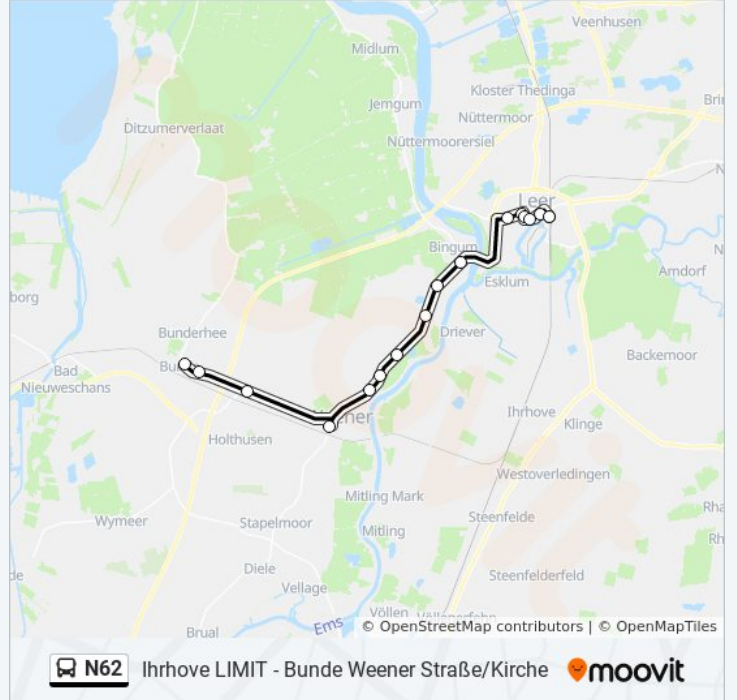 Midlum
Veenhusen
Kloster Thedinga
Jemgum
Nüttermoor
Ditzumerverlaat
Nüttermoorersiel
Leer
Bingum
Amdorf
Esklum
Driever
Bunderhee
Backemoor
Bad
Nieuweschans
Ihrhove
Klinge
Holthusen
Westoverledingen
Mitling Mark
Steenfelde
Wymeer
Stapelmoor
Mitling
Diele
Steenfelderfeld
Vellage
Völlen
Ems
Brual
© OpenStreetMap contributors | © OpenMapTiles
N62 Ihrhove LIMIT - Bunde Weener Straße/Kirche moovit